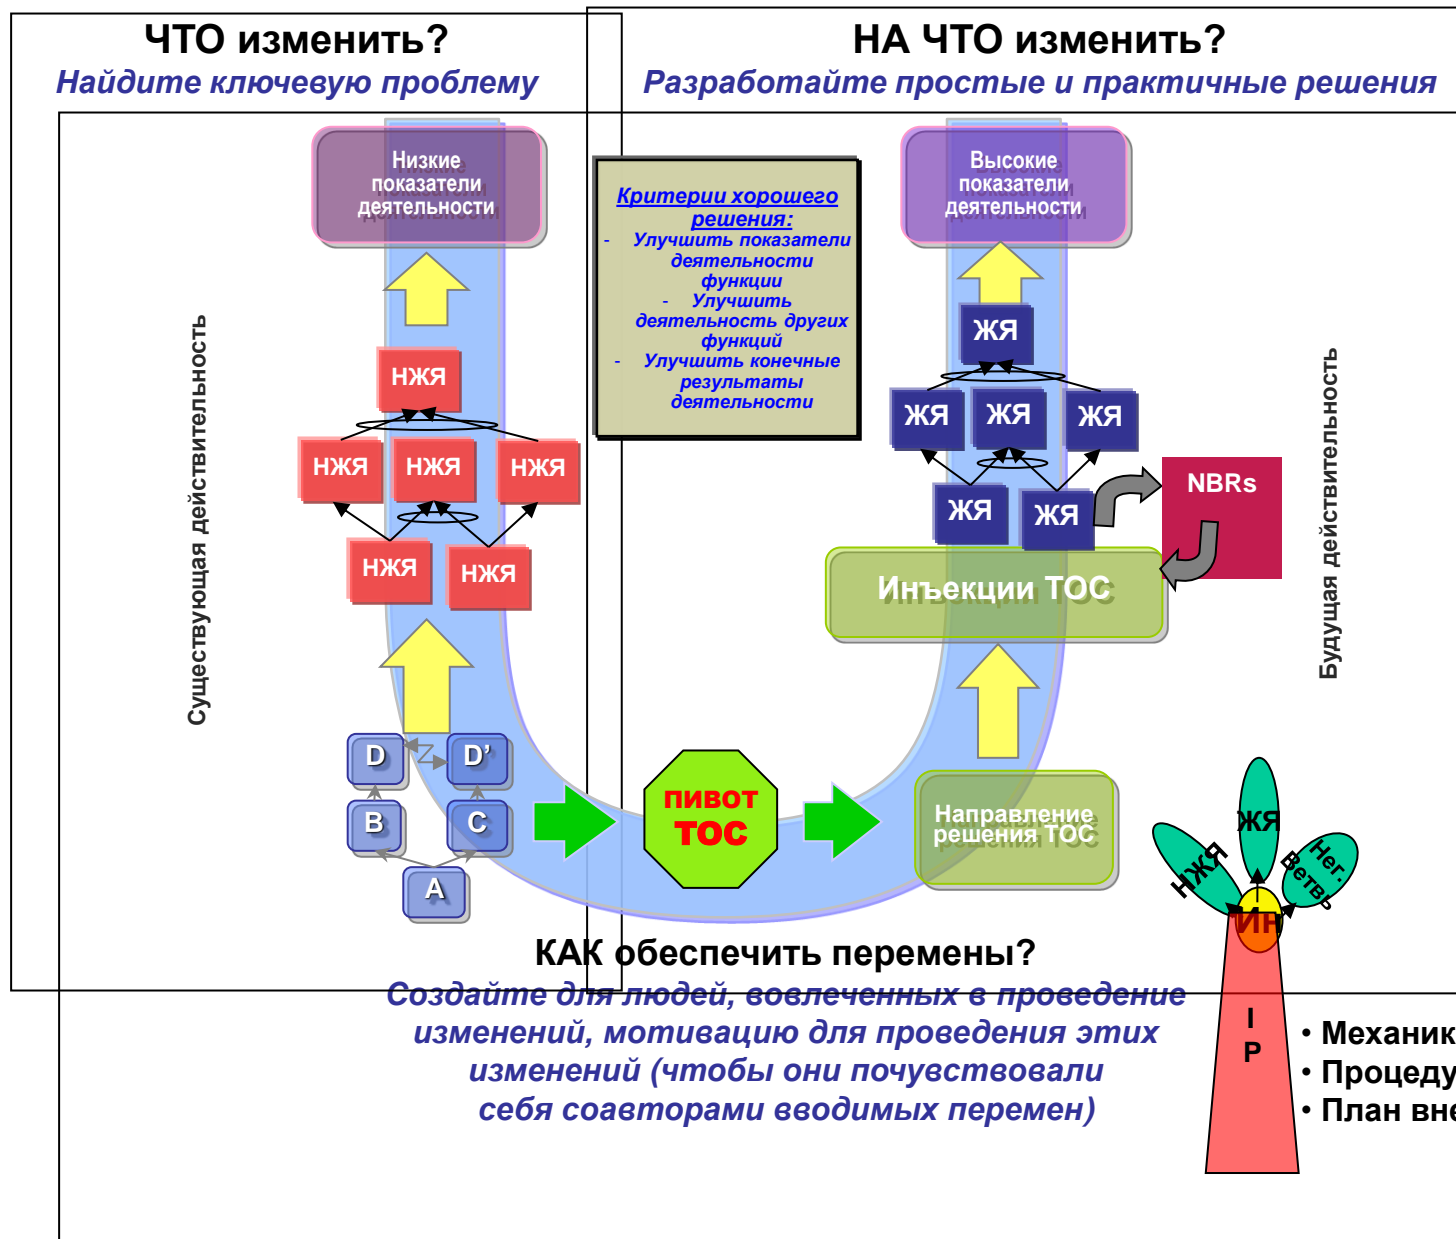 ЧТО изменить?
Найдите ключевую проблему
НА ЧТО изменить?
Разработайте простые и практичные решения
Низкие
показатели
деятельности
Критерии хорошего
решения:
- Улучшить показатели
деятельности
функции
- Улучшить
деятельность других
функций
- Улучшить конечные
результаты
деятельности
Высокие
показатели
деятельности
Существующая действительность
НЖЯ
НЖЯ
НЖЯ
НЖЯ
НЖЯ
НЖЯ
ЖЯ
ЖЯ
ЖЯ
ЖЯ
ЖЯ
ЖЯ
NBRs
Инъекции ТОС
Будущая действительность
D
D’
B
C
A
ПИВОТ
ТОС
Направление
решения ТОС
НЖЯ
ЖЯ
Нег.
Ветвь
Ин
I
P
КАК обеспечить перемены?
Создайте для людей, вовлеченных в проведение
изменений, мотивацию для проведения этих
изменений (чтобы они почувствовали
себя соавторами вводимых перемен)
• Механик
• Процеду
• План вне